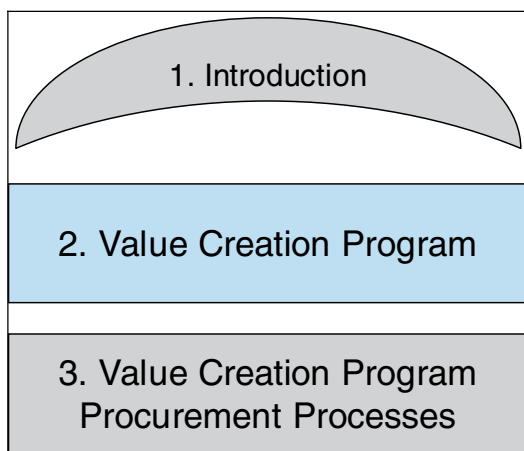 1. Introduction
2. Value Creation Program
3. Value Creation Program
Procurement Processes